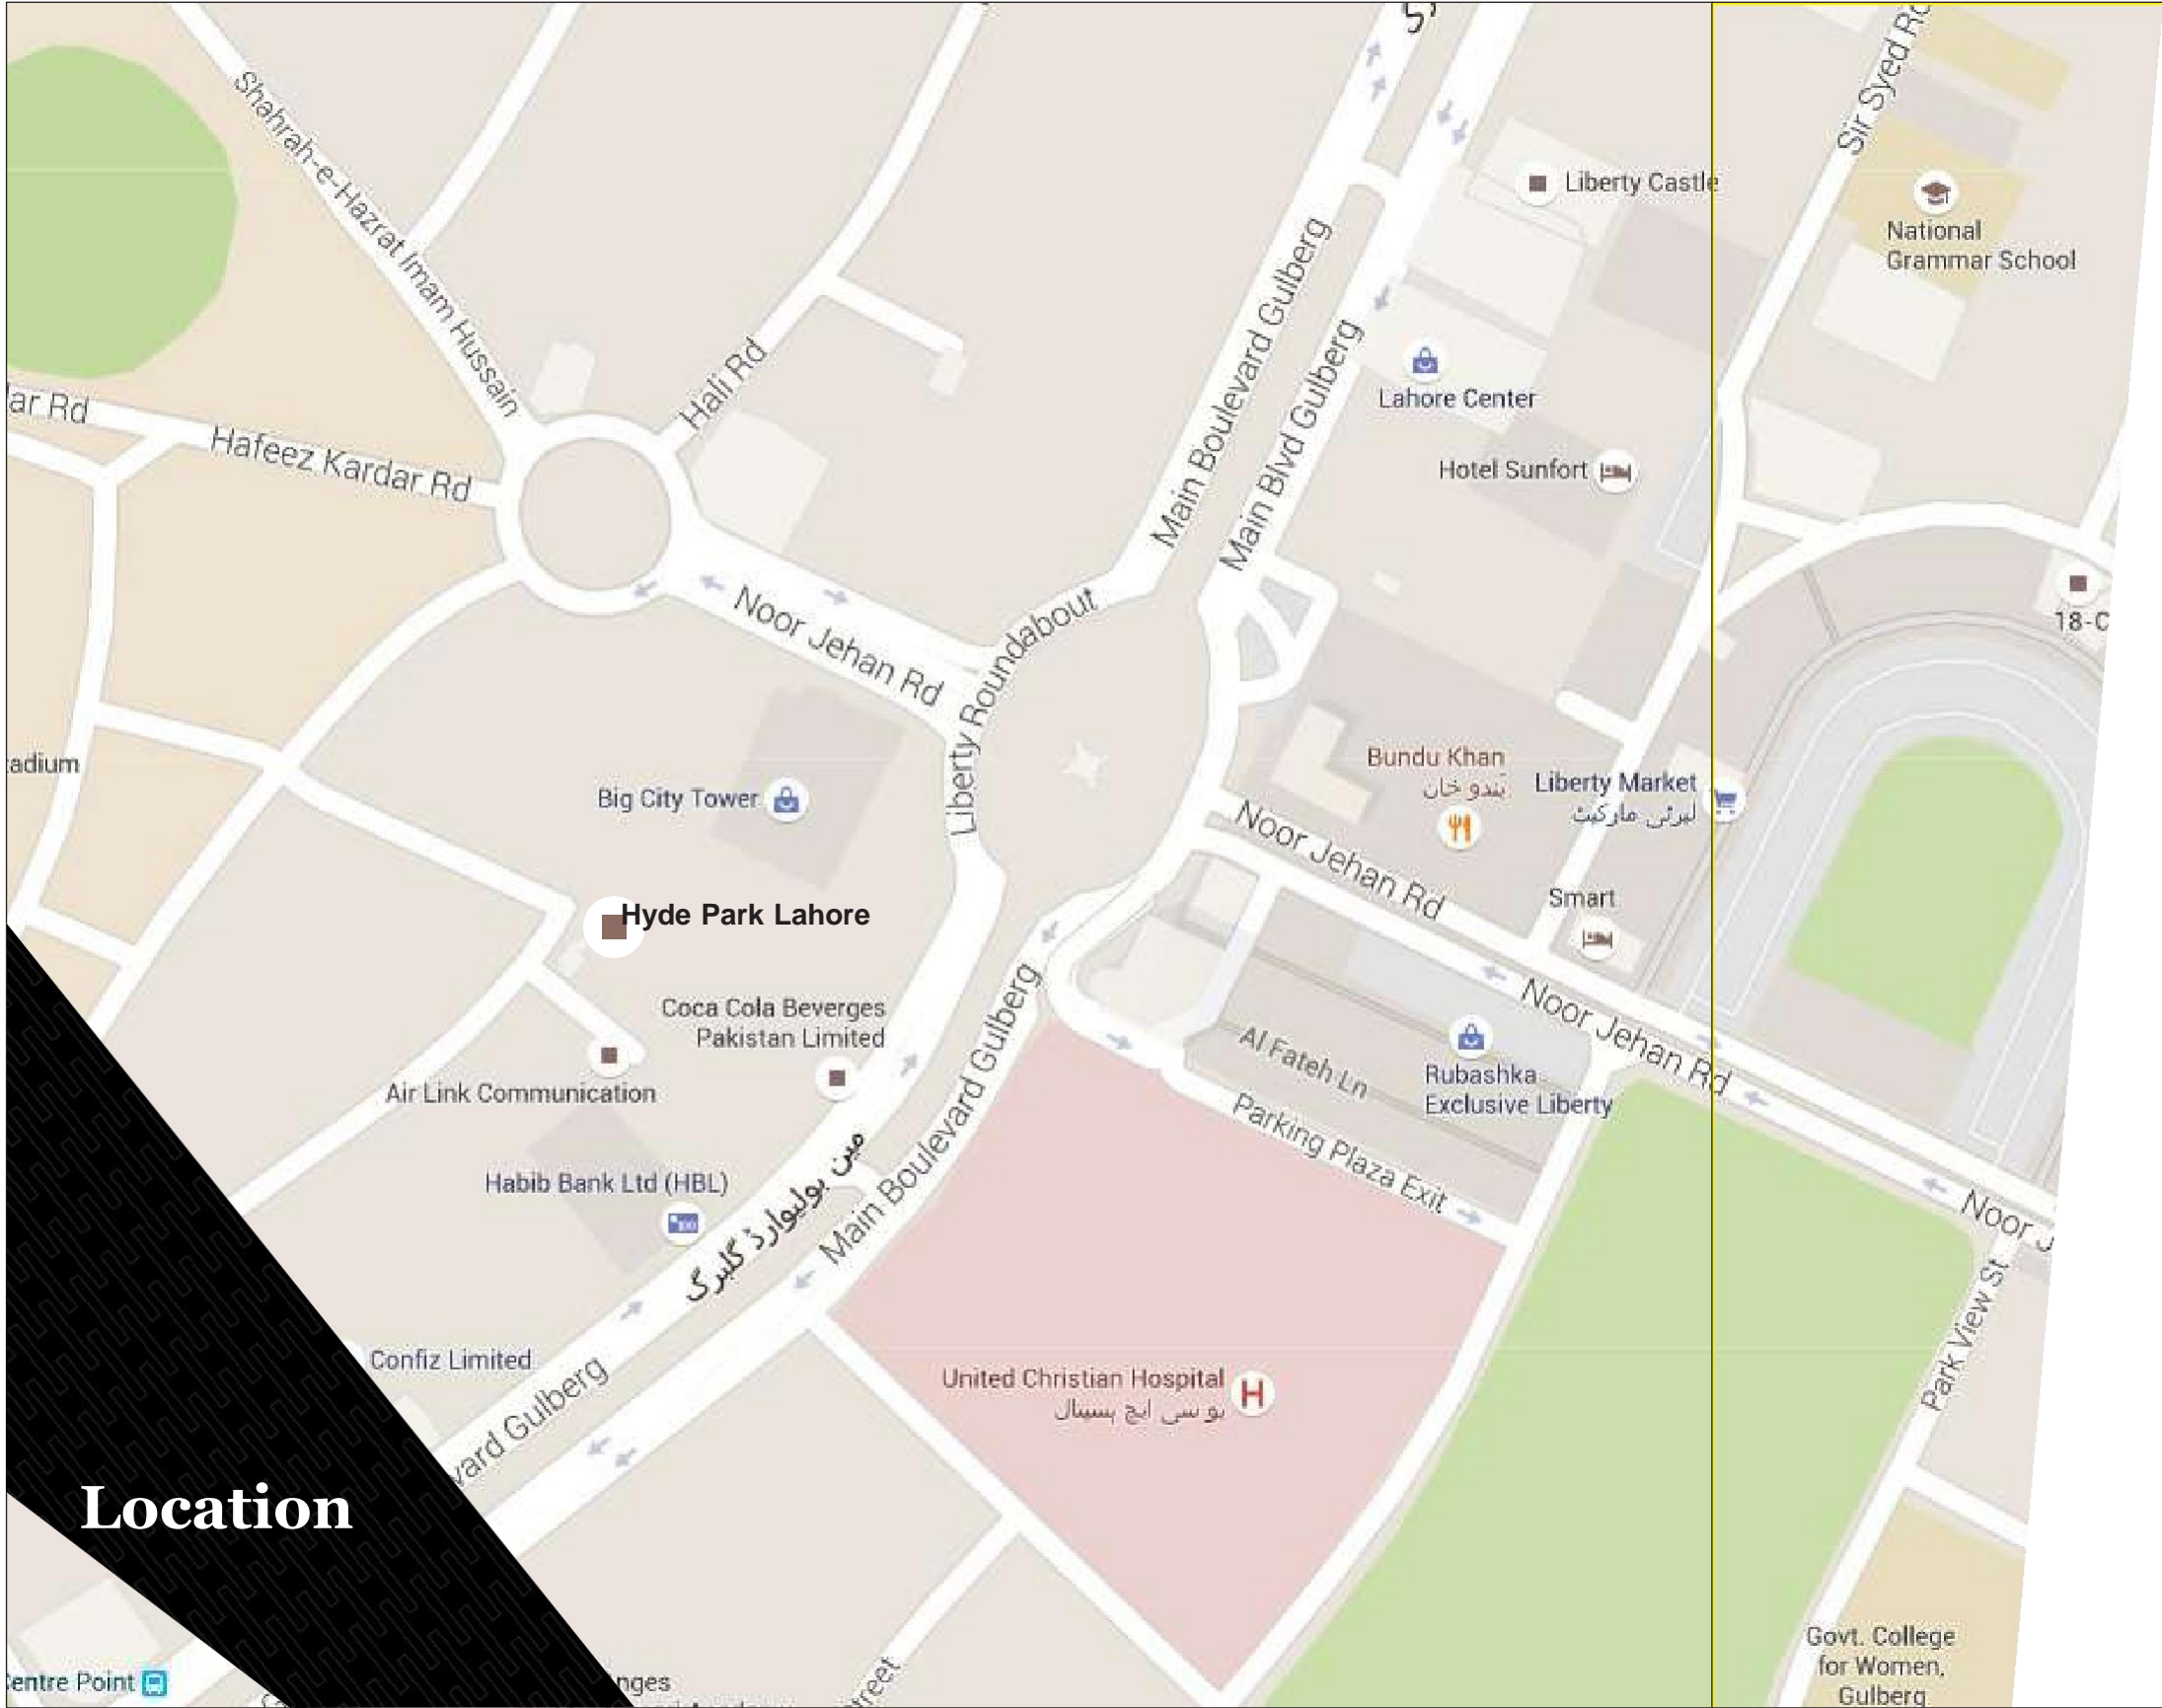 Sir Syed Rd
Shahrah-e-Hazrat Imam Hussain
Liberty Castle
National
Grammar School
Main Boulevard Gulberg
Main Blvd Gulberg
Hali Rd
Lahore Center
ar Rd
Hafeez Kardar Rd
Hotel Sunfort
18-C
Noor Jehan Rd
Liberty Roundabout
adium
Big City Tower
Bundu Khan
بندو خان
Liberty Market
لبرٹی مارکیٹ
Noor Jehan Rd
Smart
Hyde Park Lahore
Coca Cola Beverges
Pakistan Limited
Main Boulevard Gulberg
Noor Jehan Rd
Al Fateh Ln
Rubashka
Exclusive Liberty
Air Link Communication
Parking Plaza Exit
مین بولیوارڈ گلبرگ
Habib Bank Ltd (HBL)
Noor J
Park View St
Confiz Limited
United Christian Hospital
یو سی ایچ ہسپتال
H
vard Gulberg
Location
Govt. College
for Women,
Gulberg
entre Point
nges
treet